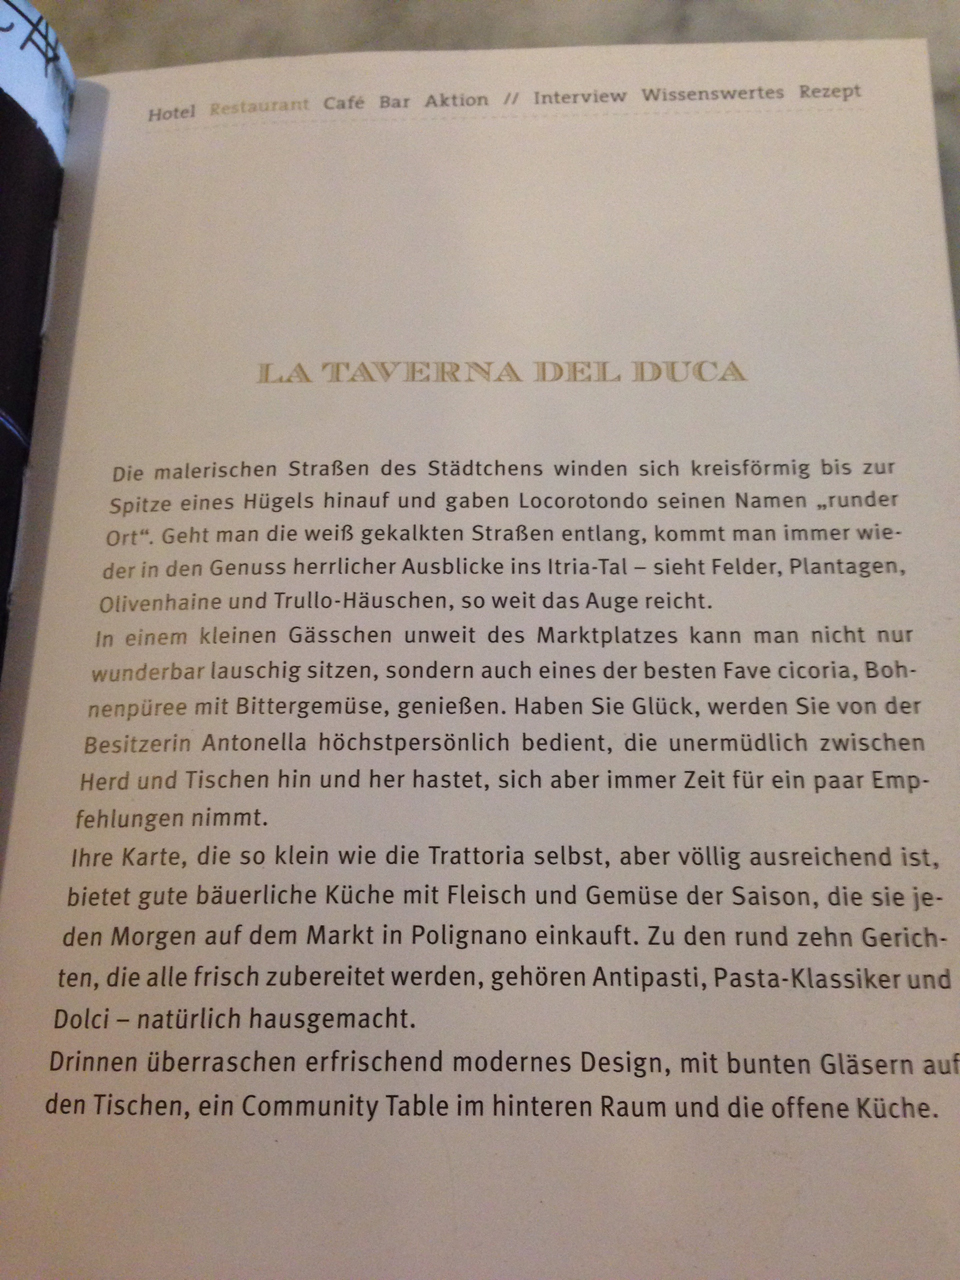 Hotel Restaurant Café Bar Aktion // Interview Wissenswertes Rezept
LA TAVERNA DEL DUCA
Die malerischen Straßen des Städtchens winden sich kreisförmig bis zur
Spitze eines Hügels hinauf und gaben Locorotondo seinen Namen „runder
Ort“. Geht man die weiß gekalkten Straßen entlang, kommt man immer wie-
der in den Genuss herrlicher Ausblicke ins Itria-Tal – sieht Felder, Plantagen,
Olivenhaine und Trullo-Häuschen, so weit das Auge reicht.
In einem kleinen Gässchen unweit des Marktplatzes kann man nicht nur
wunderbar lauschig sitzen, sondern auch eines der besten Fave cicoria, Boh-
nenpüree mit Bittergemüse, genießen. Haben Sie Glück, werden Sie von der
Besitzerin Antonella höchstpersönlich bedient, die unermüdlich zwischen
Herd und Tischen hin und her hastet, sich aber immer Zeit für ein paar Emp-
fehlungen nimmt.
Ihre Karte, die so klein wie die Trattoria selbst, aber völlig ausreichend ist,
bietet gute bäuerliche Küche mit Fleisch und Gemüse der Saison, die sie je-
den Morgen auf dem Markt in Polignano einkauft. Zu den rund zehn Gerich-
ten, die alle frisch zubereitet werden, gehören Antipasti, Pasta-Klassiker und
Dolci – natürlich hausgemacht.
Drinnen überraschen erfrischend modernes Design, mit bunten Gläsern auf
den Tischen, ein Community Table im hinteren Raum und die offene Küche.